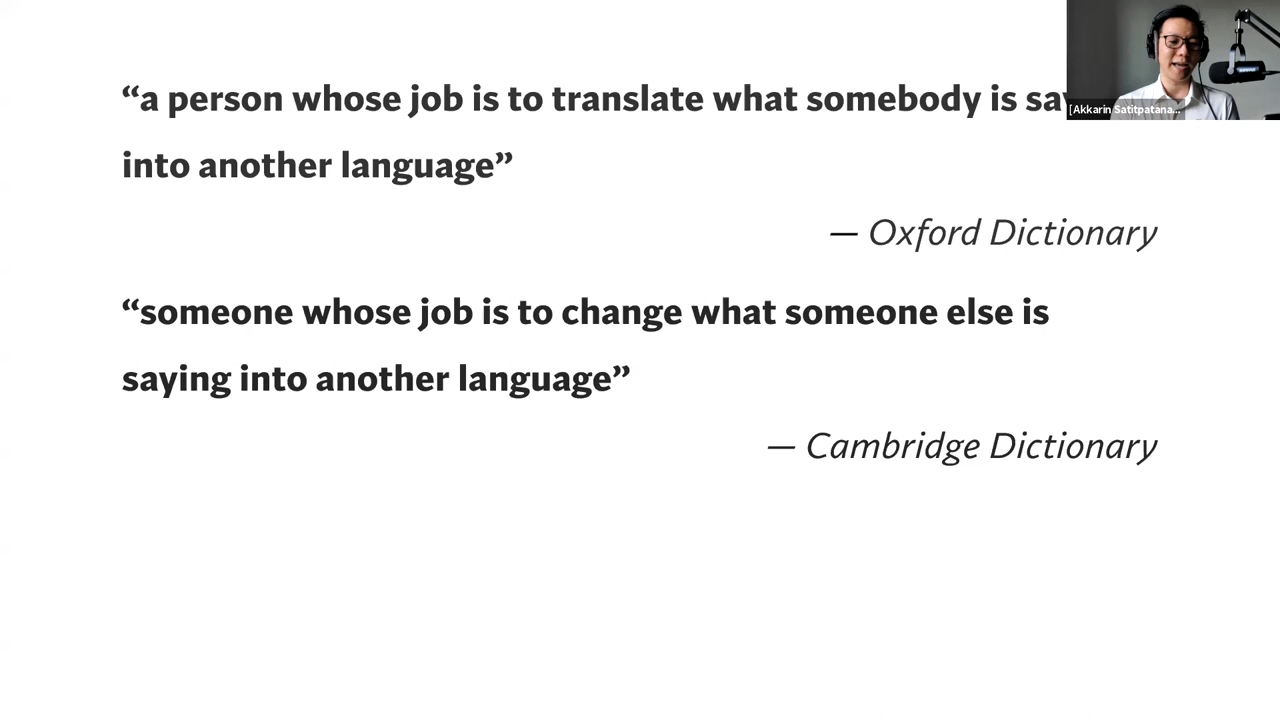 “a person whose job is to translate what somebody is
into another language”
— Oxford Dictionary
“someone whose job is to change what someone else is
saying into another language”
— Cambridge Dictionary
[Akkarin Satitpatana...